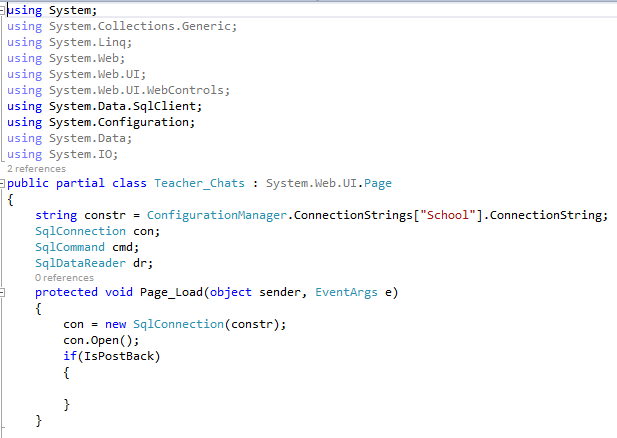 using System;
using System.Collections.Generic;
using System.Linq;
using System.Web;
using System.Web.UI;
using System.Web.UI.WebControls;
using System.Data.SqlClient;
using System.Configuration;
using System.Data;
using System.IO;
2 references
public partial class Teacher_Chats : System.Web.UI.Page
{
    string constr = ConfigurationManager.ConnectionStrings["School"].ConnectionString;
    SqlConnection con;
    SqlCommand cmd;
    SqlDataReader dr;
    0 references
    protected void Page_Load(object sender, EventArgs e)
    {
        con = new SqlConnection(constr);
        con.Open();
        if(IsPostBack)
        {
        }
    }